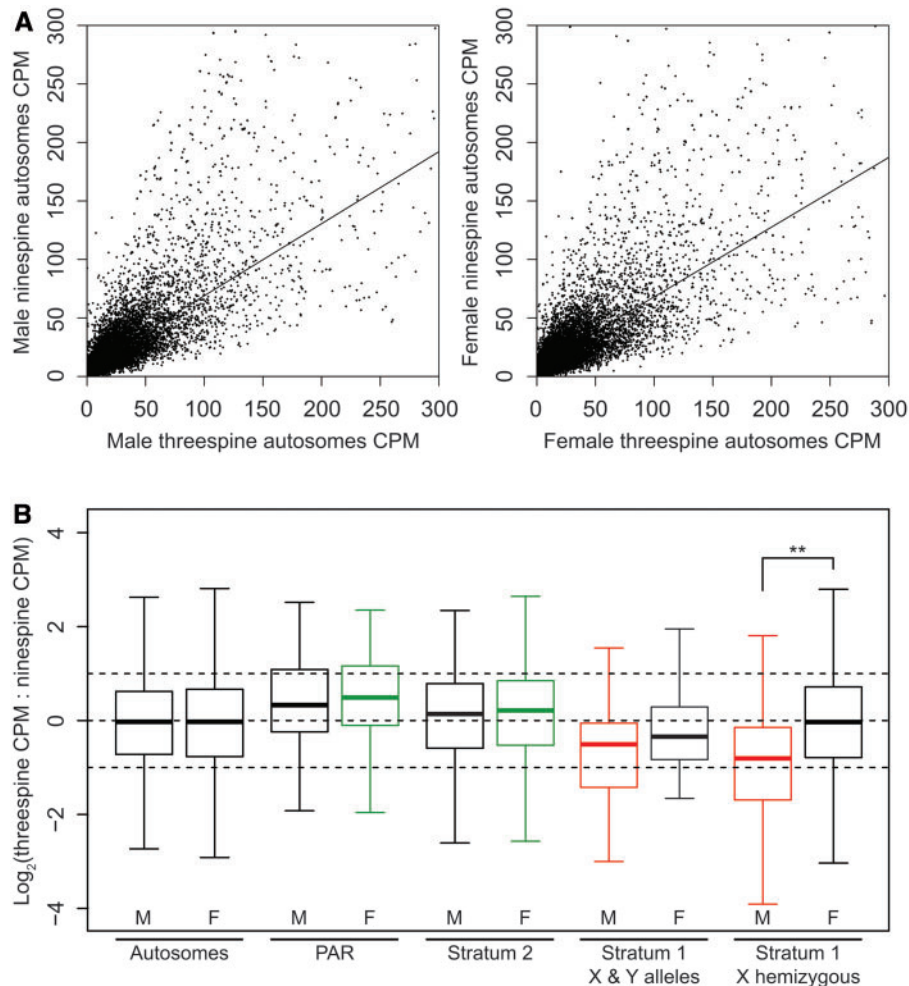 A
Male ninespine autosomes CPM
300
250
200
150
100
50
0
0 50 100 150 200 250 300
Male threespine autosomes CPM
Female ninespine autosomes CPM
300
250
200
150
100
50
0
0 50 100 150 200 250 300
Female threespine autosomes CPM
B
Log2(threespine CPM : ninespine CPM)
4
2
0
−2
−4
**
M F M F M F M F M F
Autosomes PAR Stratum 2 Stratum 1 Stratum 1
X & Y alleles X hemizygous